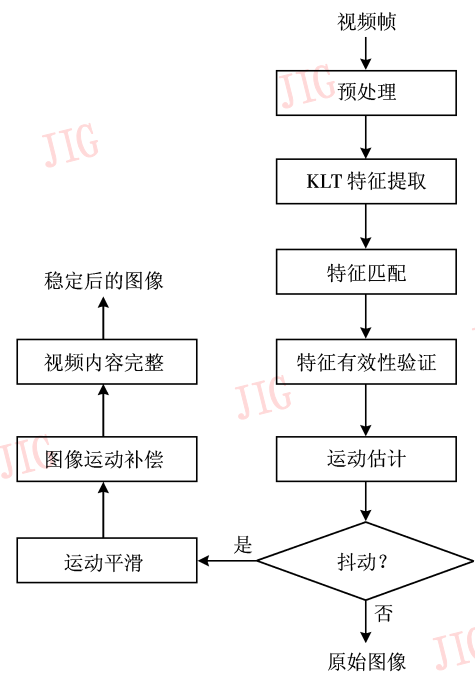 视频帧
预处理
KLT 特征提取
特征匹配
特征有效性验证
运动估计
抖动？
是
否
原始图像
运动平滑
图像运动补偿
视频内容完整
稳定后的图像
JIG
JIG
JIG
JIG
JIG